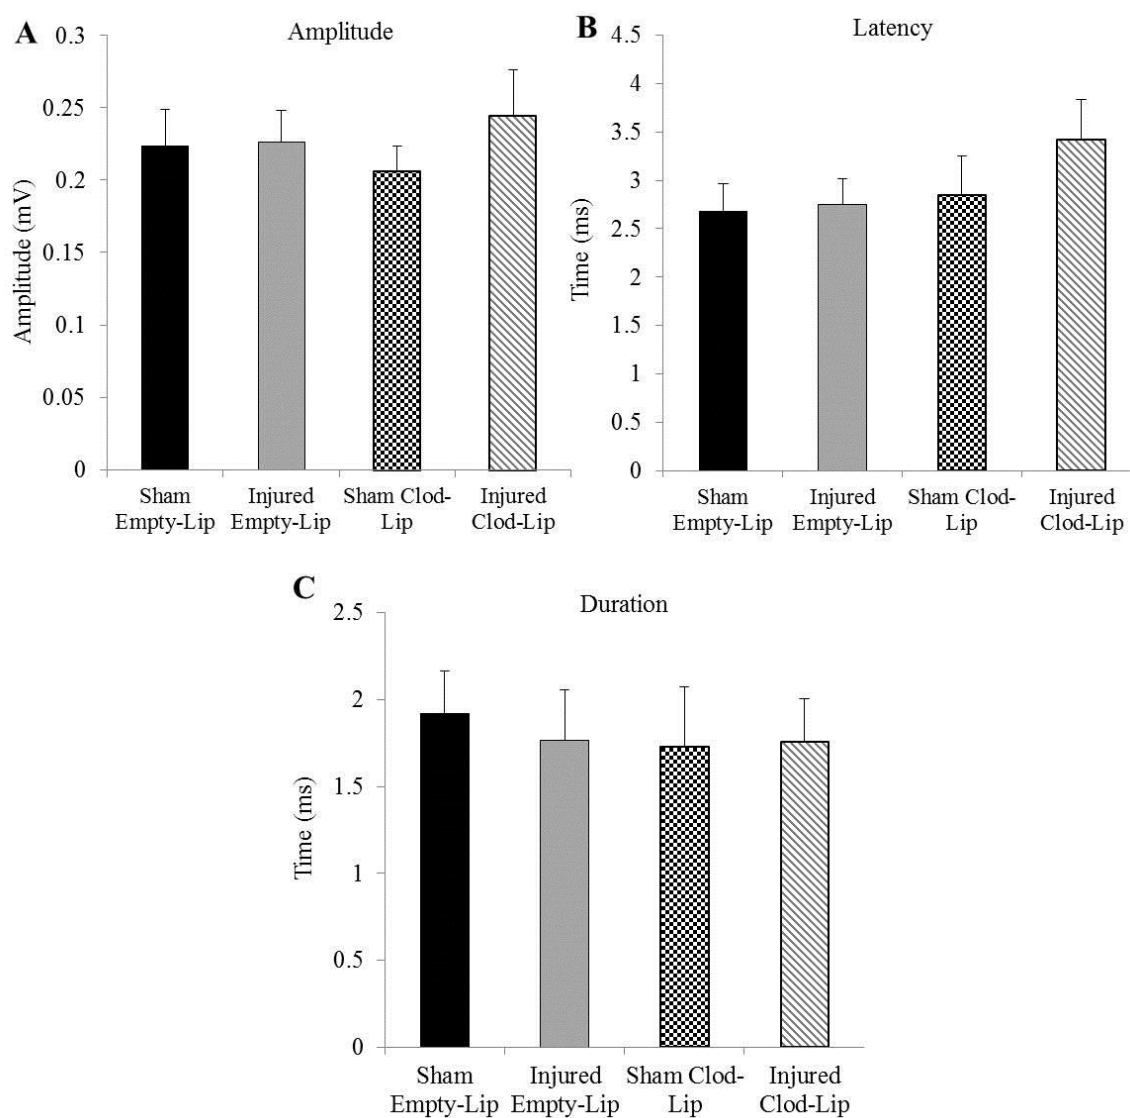 A
Amplitude
0.3
0.25
0.2
0.15
0.1
0.05
0
Amplitude (mV)
Sham
Empty-Lip
Injured
Empty-Lip
Sham Clod-
Lip
Injured
Clod-Lip
B
Latency
4.5
4
3.5
3
2.5
2
1.5
1
0.5
0
Time (ms)
Sham
Empty-Lip
Injured
Empty-Lip
Sham Clod-
Lip
Injured
Clod-Lip
C
Duration
2.5
2
1.5
1
0.5
0
Time (ms)
Sham
Empty-Lip
Injured
Empty-Lip
Sham Clod-
Lip
Injured
Clod-Lip